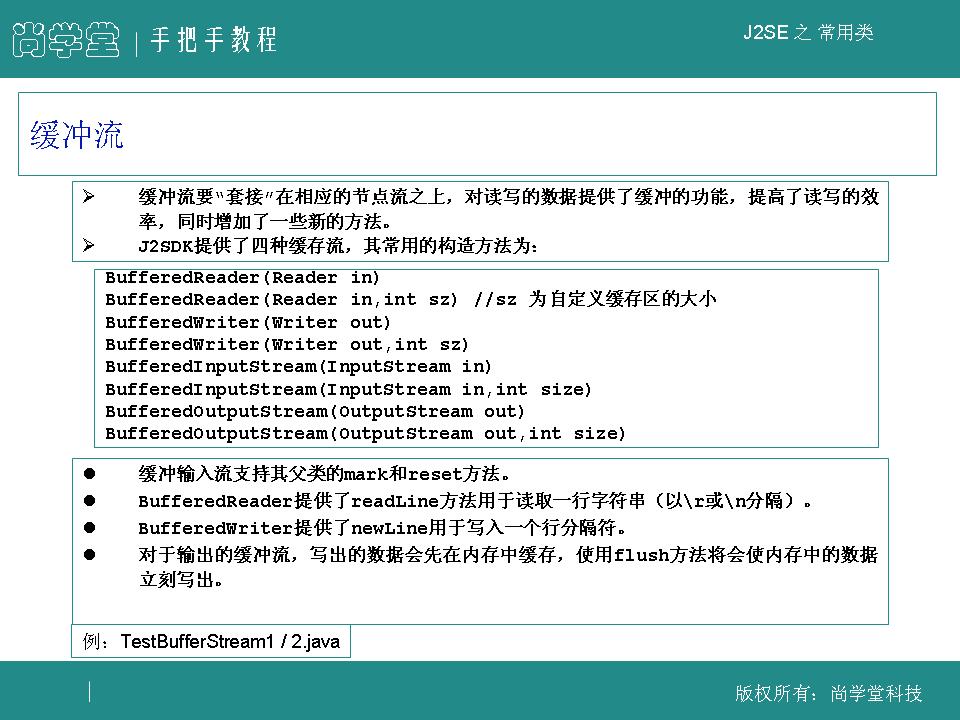 尚学堂 | 手把手教程
J2SE 之 常用类
缓冲流
➢ 缓冲流要“套接”在相应的节点流之上，对读写的数据提供了缓冲的功能，提高了读写的效
率，同时增加了一些新的方法。
➢ J2SDK提供了四种缓存流，其常用的构造方法为：
BufferedReader(Reader in)
BufferedReader(Reader in,int sz) //sz 为自定义缓存区的大小
BufferedWriter(Writer out)
BufferedWriter(Writer out,int sz)
BufferedInputStream(InputStream in)
BufferedInputStream(InputStream in,int size)
BufferedOutputStream(OutputStream out)
BufferedOutputStream(OutputStream out,int size)
● 缓冲输入流支持其父类的mark和reset方法。
● BufferedReader提供了readLine方法用于读取一行字符串（以\r或\n分隔）。
● BufferedWriter提供了newLine用于写入一个行分隔符。
● 对于输出的缓冲流，写出的数据会先在内存中缓存，使用flush方法将会使内存中的数据
立刻写出。
例：TestBufferStream1 / 2.java
版权所有：尚学堂科技